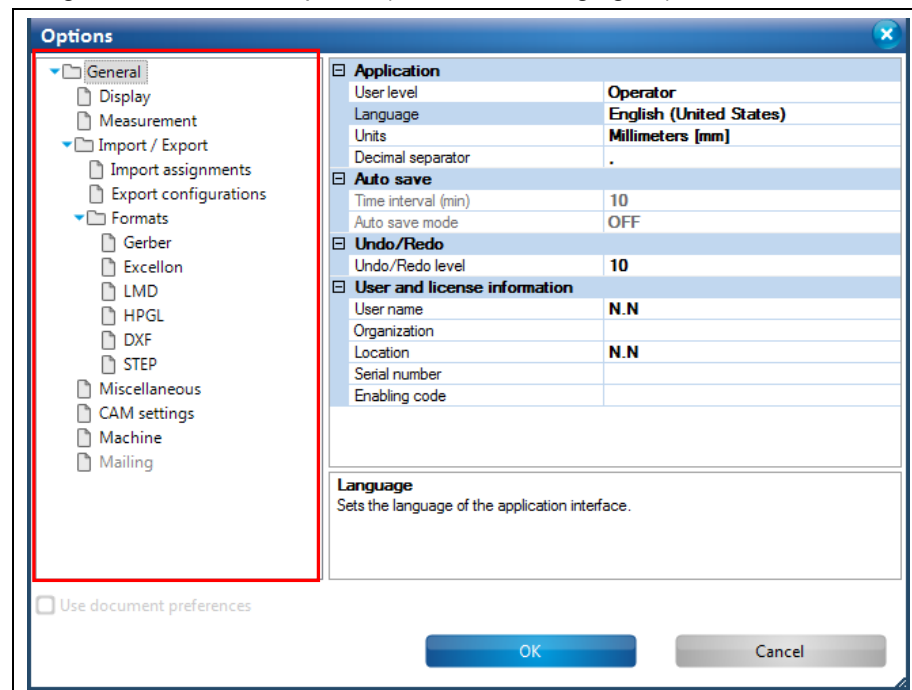 Options
General
Display
Measurement
Import / Export
Import assignments
Export configurations
Formats
Gerber
Excellon
LMD
HPGL
DXF
STEP
Miscellaneous
CAM settings
Machine
Mailing
Application
User level Operator
Language English (United States)
Units Millimeters [mm]
Decimal separator .
Auto save
Time interval (min) 10
Auto save mode OFF
Undo/Redo
Undo/Redo level 10
User and license information
User name N.N
Organization
Location N.N
Serial number
Enabling code
Language
Sets the language of the application interface.
Use document preferences
OK Cancel